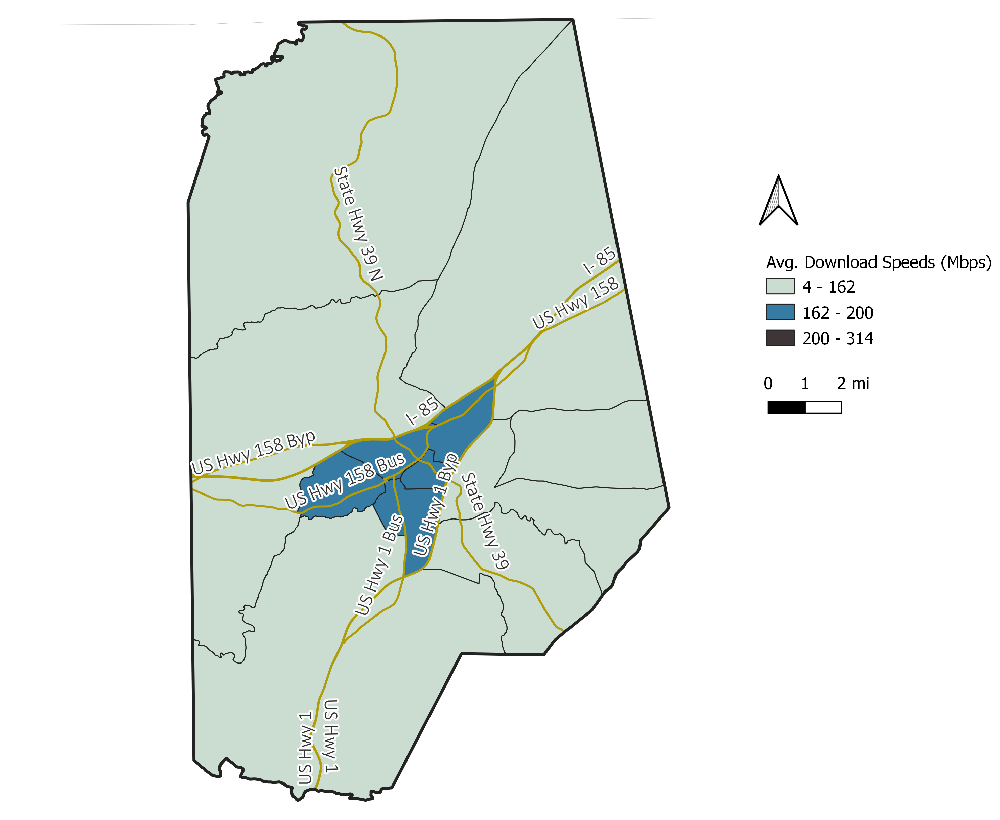 State Hwy 39 N
I- 85
US Hwy 158
Avg. Download Speeds (Mbps)
4 - 162
162 - 200
200 - 314
0 1 2 mi
I- 85
US Hwy 158 Byp
US Hwy 158 Bus
US Hwy 1 Byp
State Hwy 39
US Hwy 1 Bus
US Hwy 1
US Hwy 1